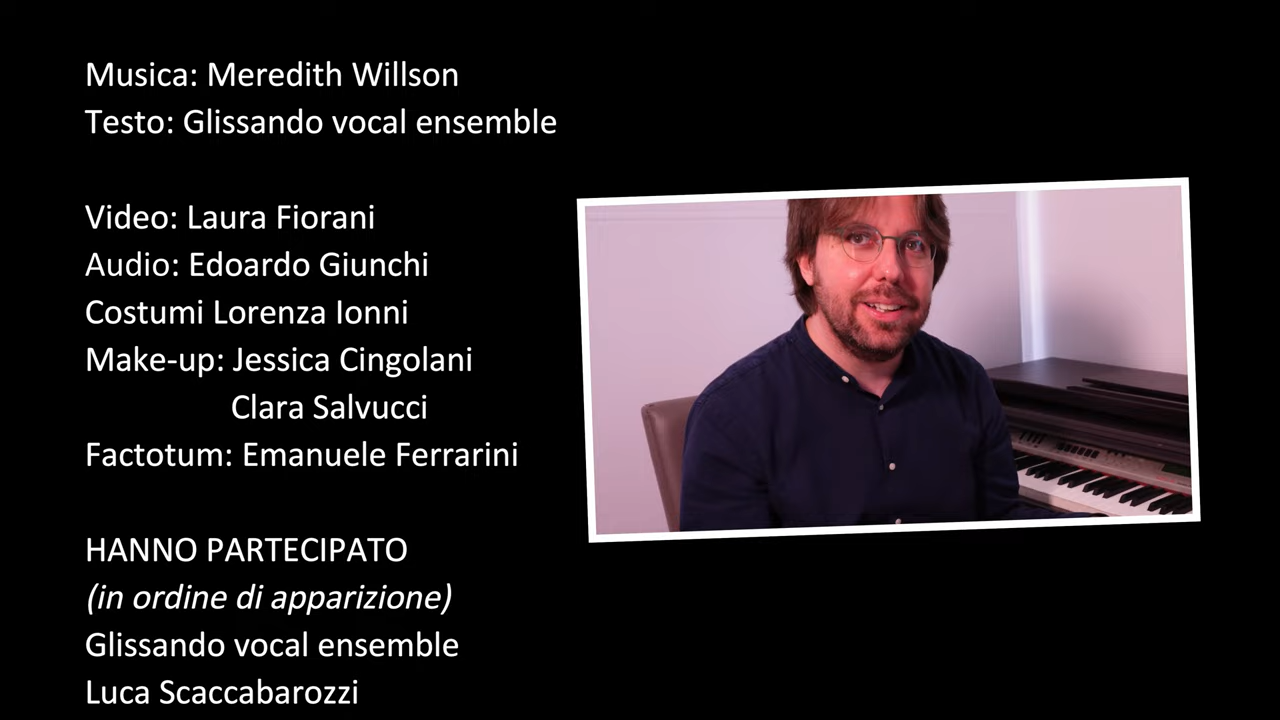 Musica: Meredith Willson
Testo: Glissando vocal ensemble
Video: Laura Fiorani
Audio: Edoardo Giunchi
Costumi Lorenza Ionni
Make-up: Jessica Cingolani
Clara Salvucci
Factotum: Emanuele Ferrarini
HANNO PARTECIPATO
(in ordine di apparizione)
Glissando vocal ensemble
Luca Scaccabarozzi